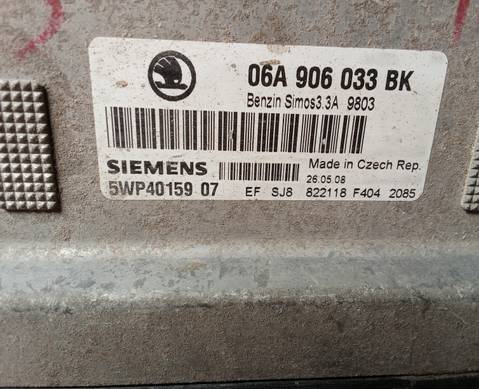 06A 906 033 BK
Benzin Simos3.3A 9803
SIEMENS
Made in Czech Rep.
26.05.08
5WP40159 07 EF SJ8 822118 F404 2085